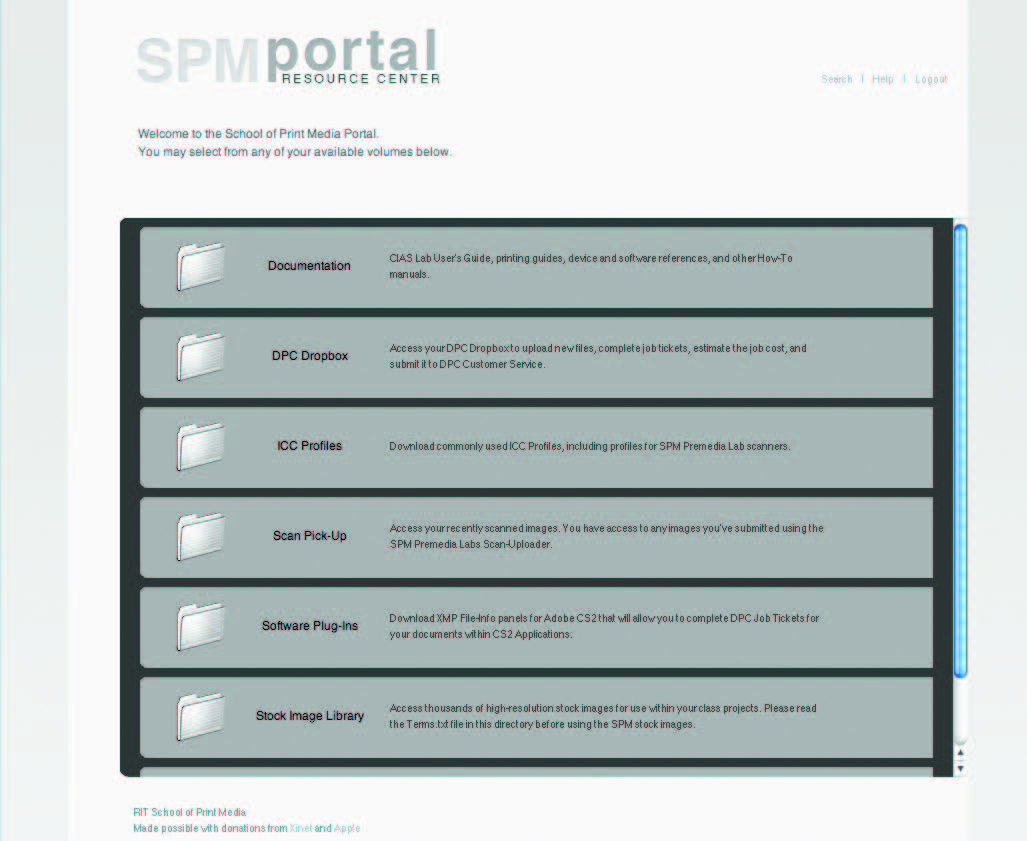 SPMportal
RESOURCE CENTER
Search | Help | Logout
Welcome to the School of Print Media Portal.
You may select from any of your available volumes below.
Documentation
CIAS Lab User's Guide, printing guides, device and software references, and other How-To
manuals.
DPC Dropbox
Access your DPC Dropbox to upload new files, complete job tickets, estimate the job cost, and
submit it to DPC Customer Service.
ICC Profiles
Download commonly used ICC Profiles, including profiles for SPM Premedia Lab scanners.
Scan Pick-Up
Access your recently scanned images. You have access to any images you've submitted using the
SPM Premedia Labs Scan-Uploader.
Software Plug-Ins
Download XMP File-Info panels for Adobe CS2 that will allow you to complete DPC Job Tickets for
your documents within CS2 Applications.
Stock Image Library
Access thousands of high-resolution stock images for use within your class projects. Please read
the Terms.txt file in this directory before using the SPM stock images.
RIT School of Print Media
Made possible with donations from Xinet and Apple